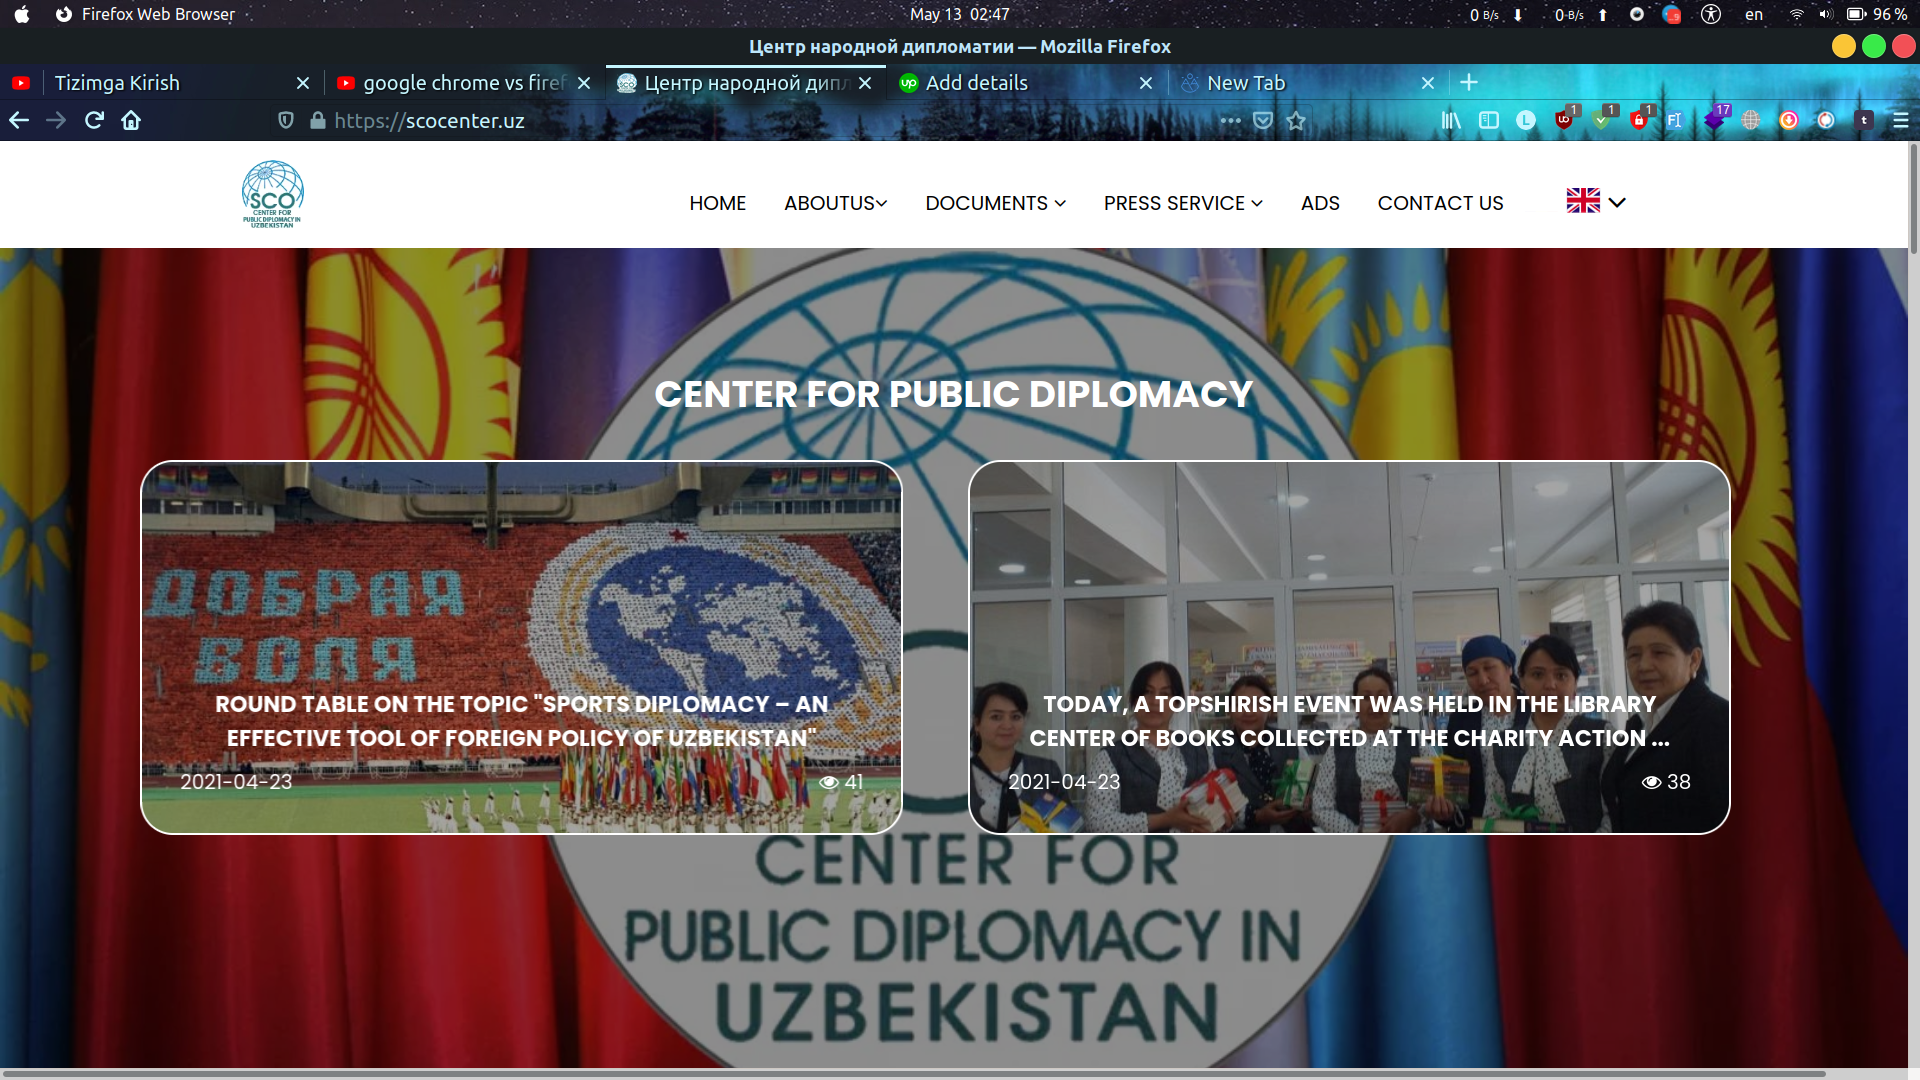 Firefox Web Browser
May 13 02:47
0 B/s
0 B/s
en
96 %
Центр народной дипломатии — Mozilla Firefox
Tizimga Kirish
google chrome vs firef
Центр народной дипл
up Add details
New Tab
https://scocenter.uz
L
1
1
1
17
t
SCO
CENTER FOR
PUBLIC DIPLOMACY IN
UZBEKISTAN
HOME
ABOUTUS
DOCUMENTS
PRESS SERVICE
ADS
CONTACT US
CENTER FOR PUBLIC DIPLOMACY
ДОБРАЯ
ВОЛЯ
ROUND TABLE ON THE TOPIC "SPORTS DIPLOMACY – AN
EFFECTIVE TOOL OF FOREIGN POLICY OF UZBEKISTAN"
2021-04-23
41
TODAY, A TOPSHIRISH EVENT WAS HELD IN THE LIBRARY
CENTER OF BOOKS COLLECTED AT THE CHARITY ACTION ...
2021-04-23
38
CENTER FOR
PUBLIC DIPLOMACY IN
UZBEKISTAN